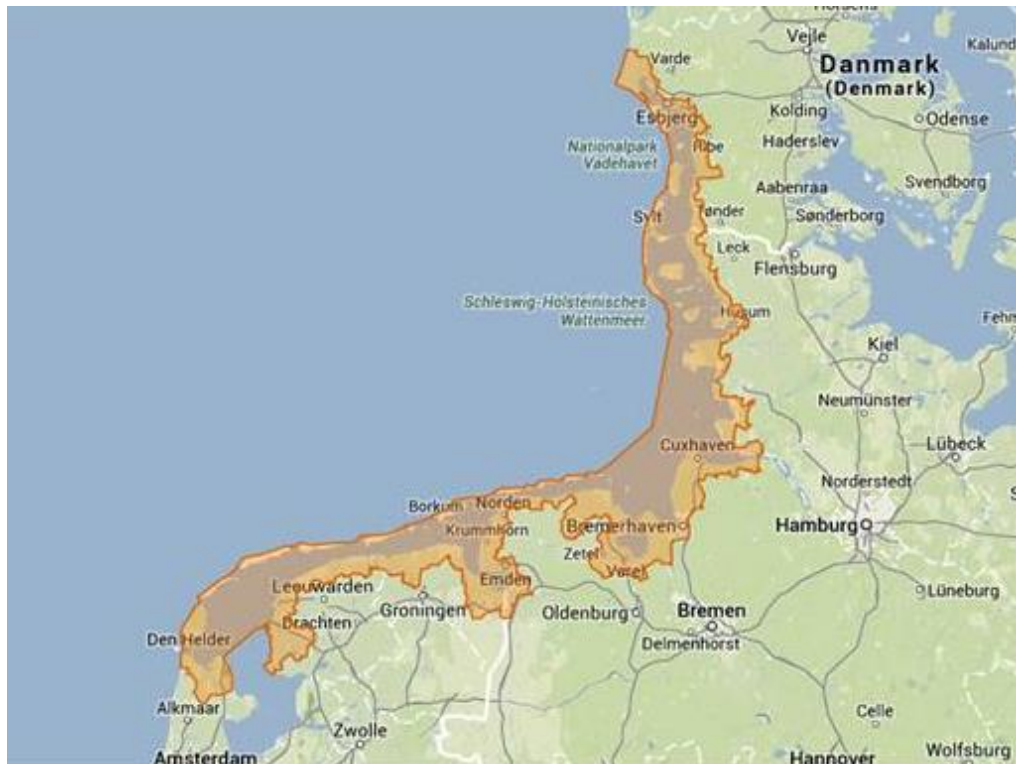 Horsens
Vejle
Kalund
Varde
Danmark
(Denmark)
Kolding
Odense
Esbjerg
Haderslev
Nationalpark
Vadehavet
Ribe
Aabenraa
Svendborg
Sylt
Tønder
Sønderborg
Leck
Flensburg
Schleswig-Holsteinisches
Wattenmeer
Husum
Fehm
Kiel
Neumünster
Cuxhaven
Lübeck
Norderstedt
Borkum
Norden
Krummhörn
Bremerhaven
Hamburg
Zetel
Varel
Emden
Leeuwarden
Lüneburg
Groningen
Oldenburg
Bremen
Drachten
Den Helder
Delmenhorst
Alkmaar
Celle
Zwolle
Amsterdam
Hannover
Wolfsburg